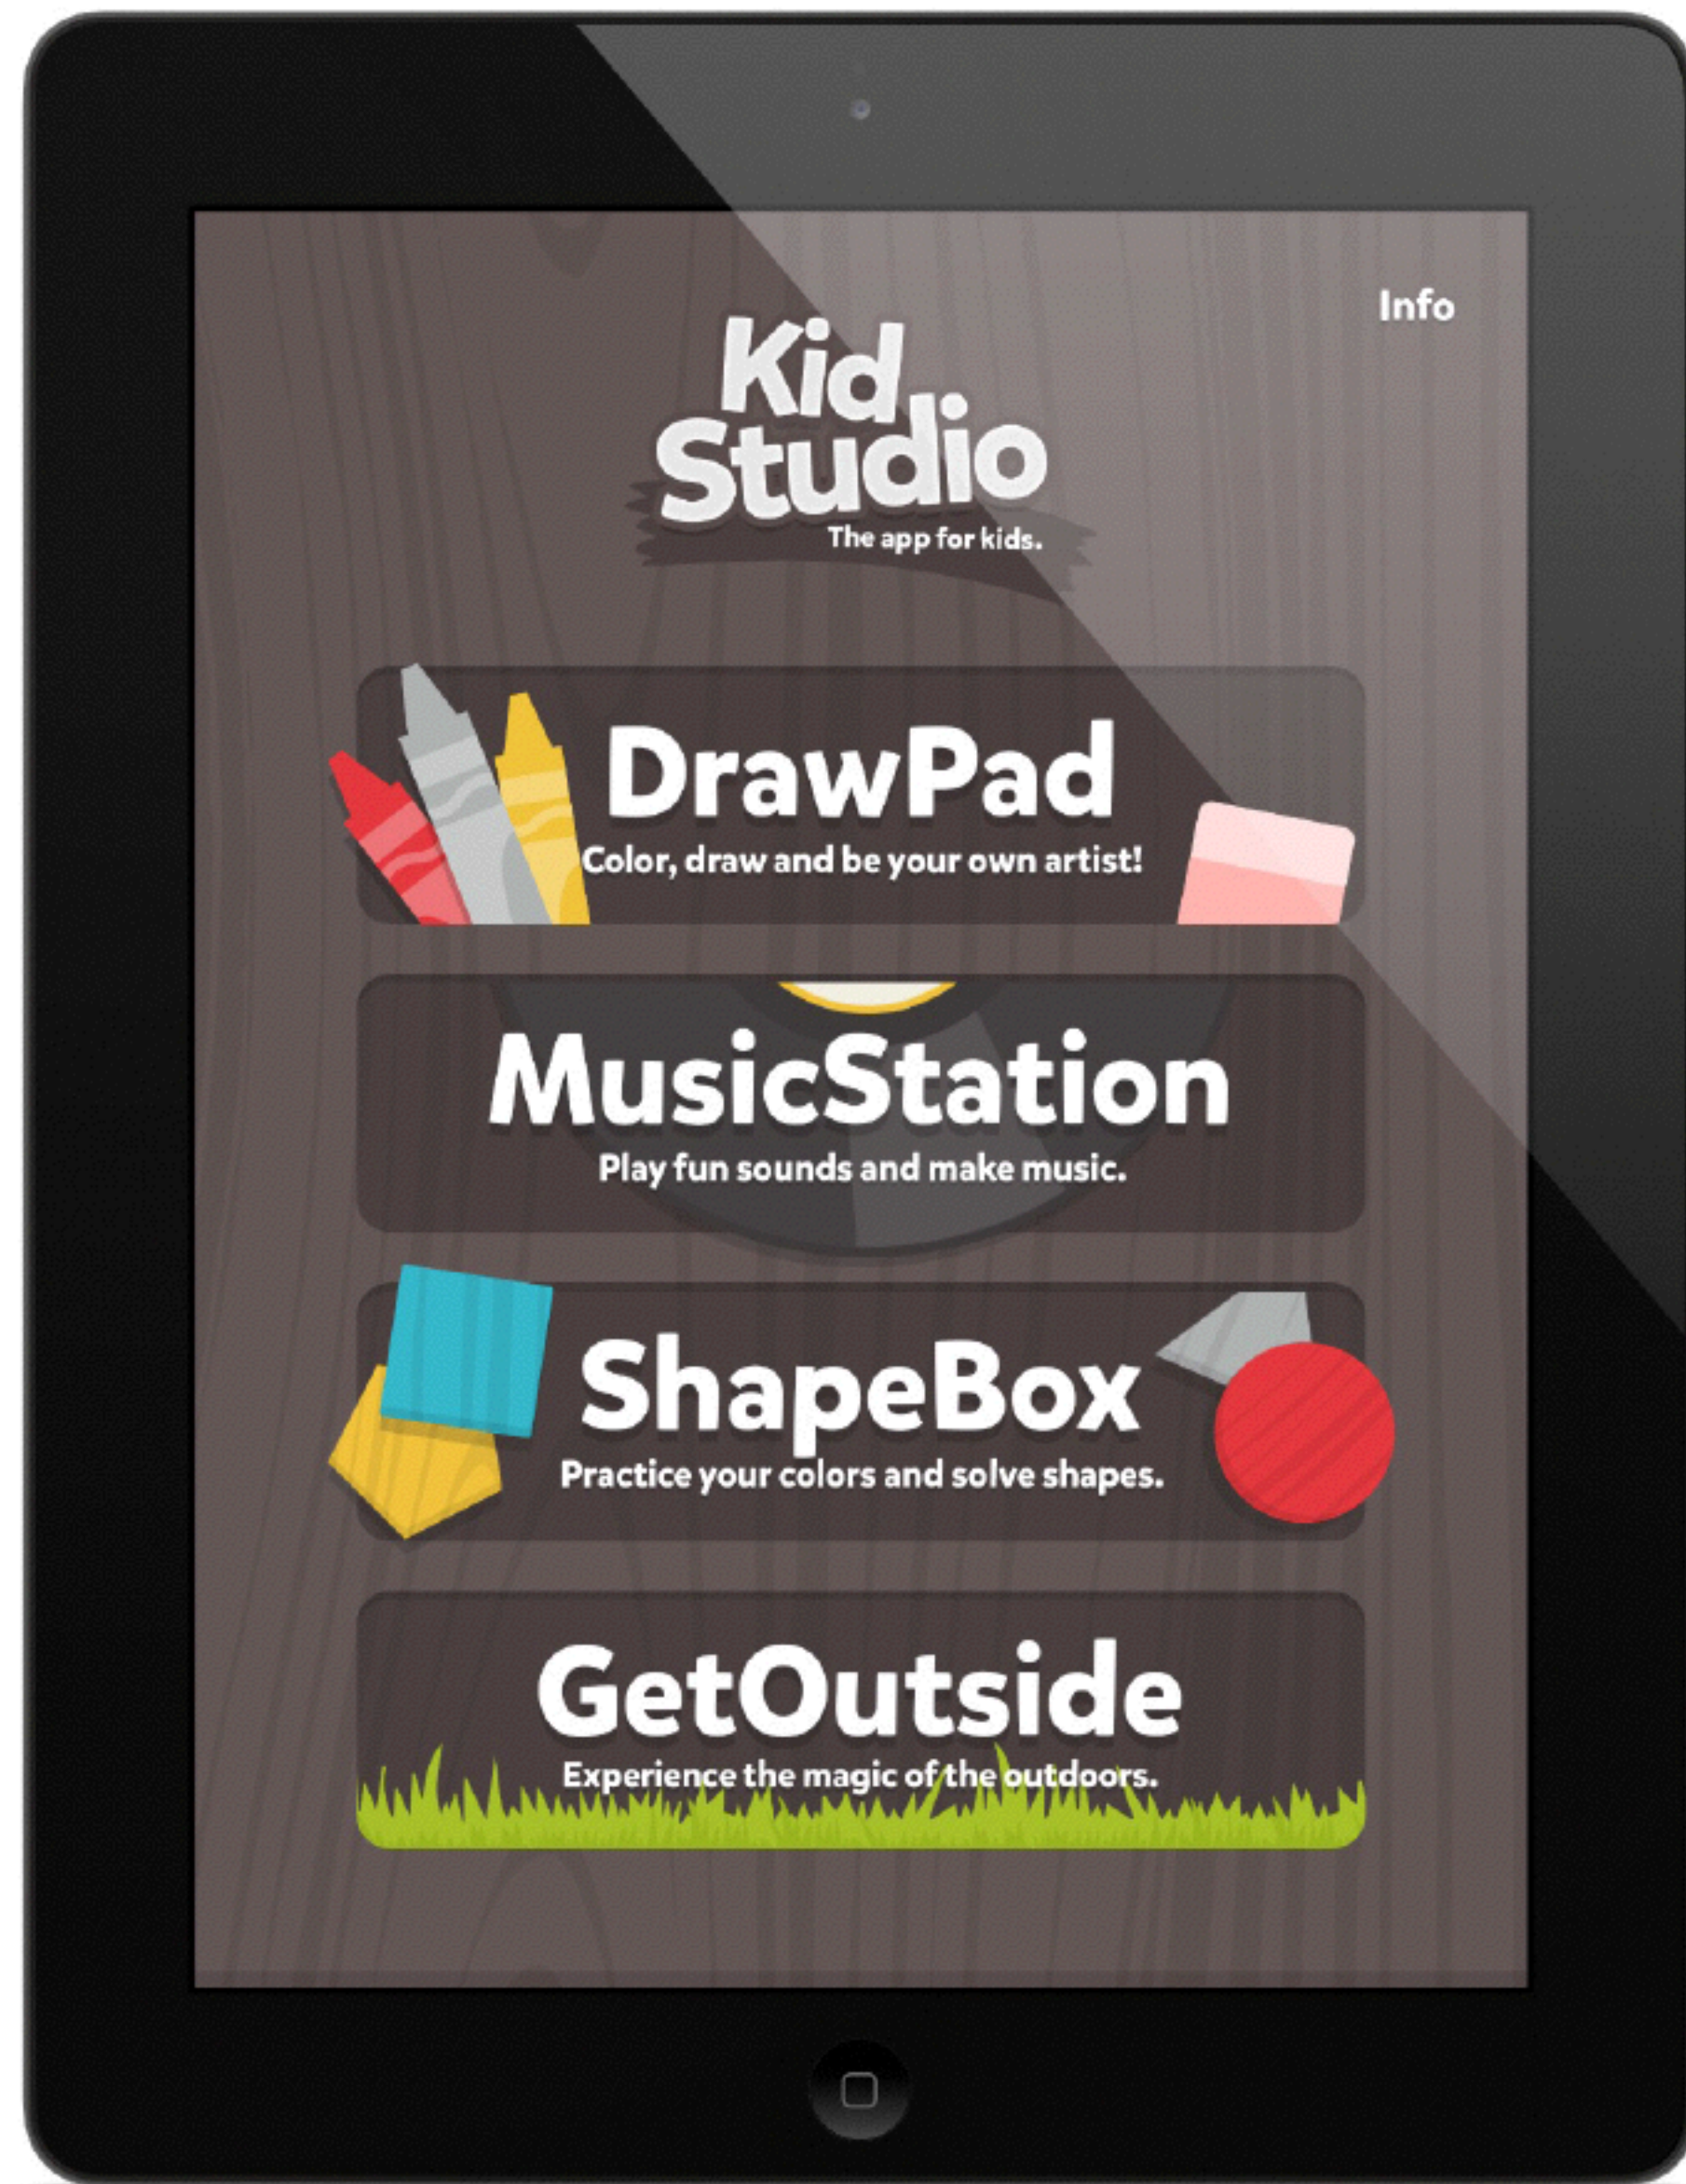 Info
Kid
Studio
The app for kids.
DrawPad
Color, draw and be your own artist!
MusicStation
Play fun sounds and make music.
ShapeBox
Practice your colors and solve shapes.
GetOutside
Experience the magic of the outdoors.